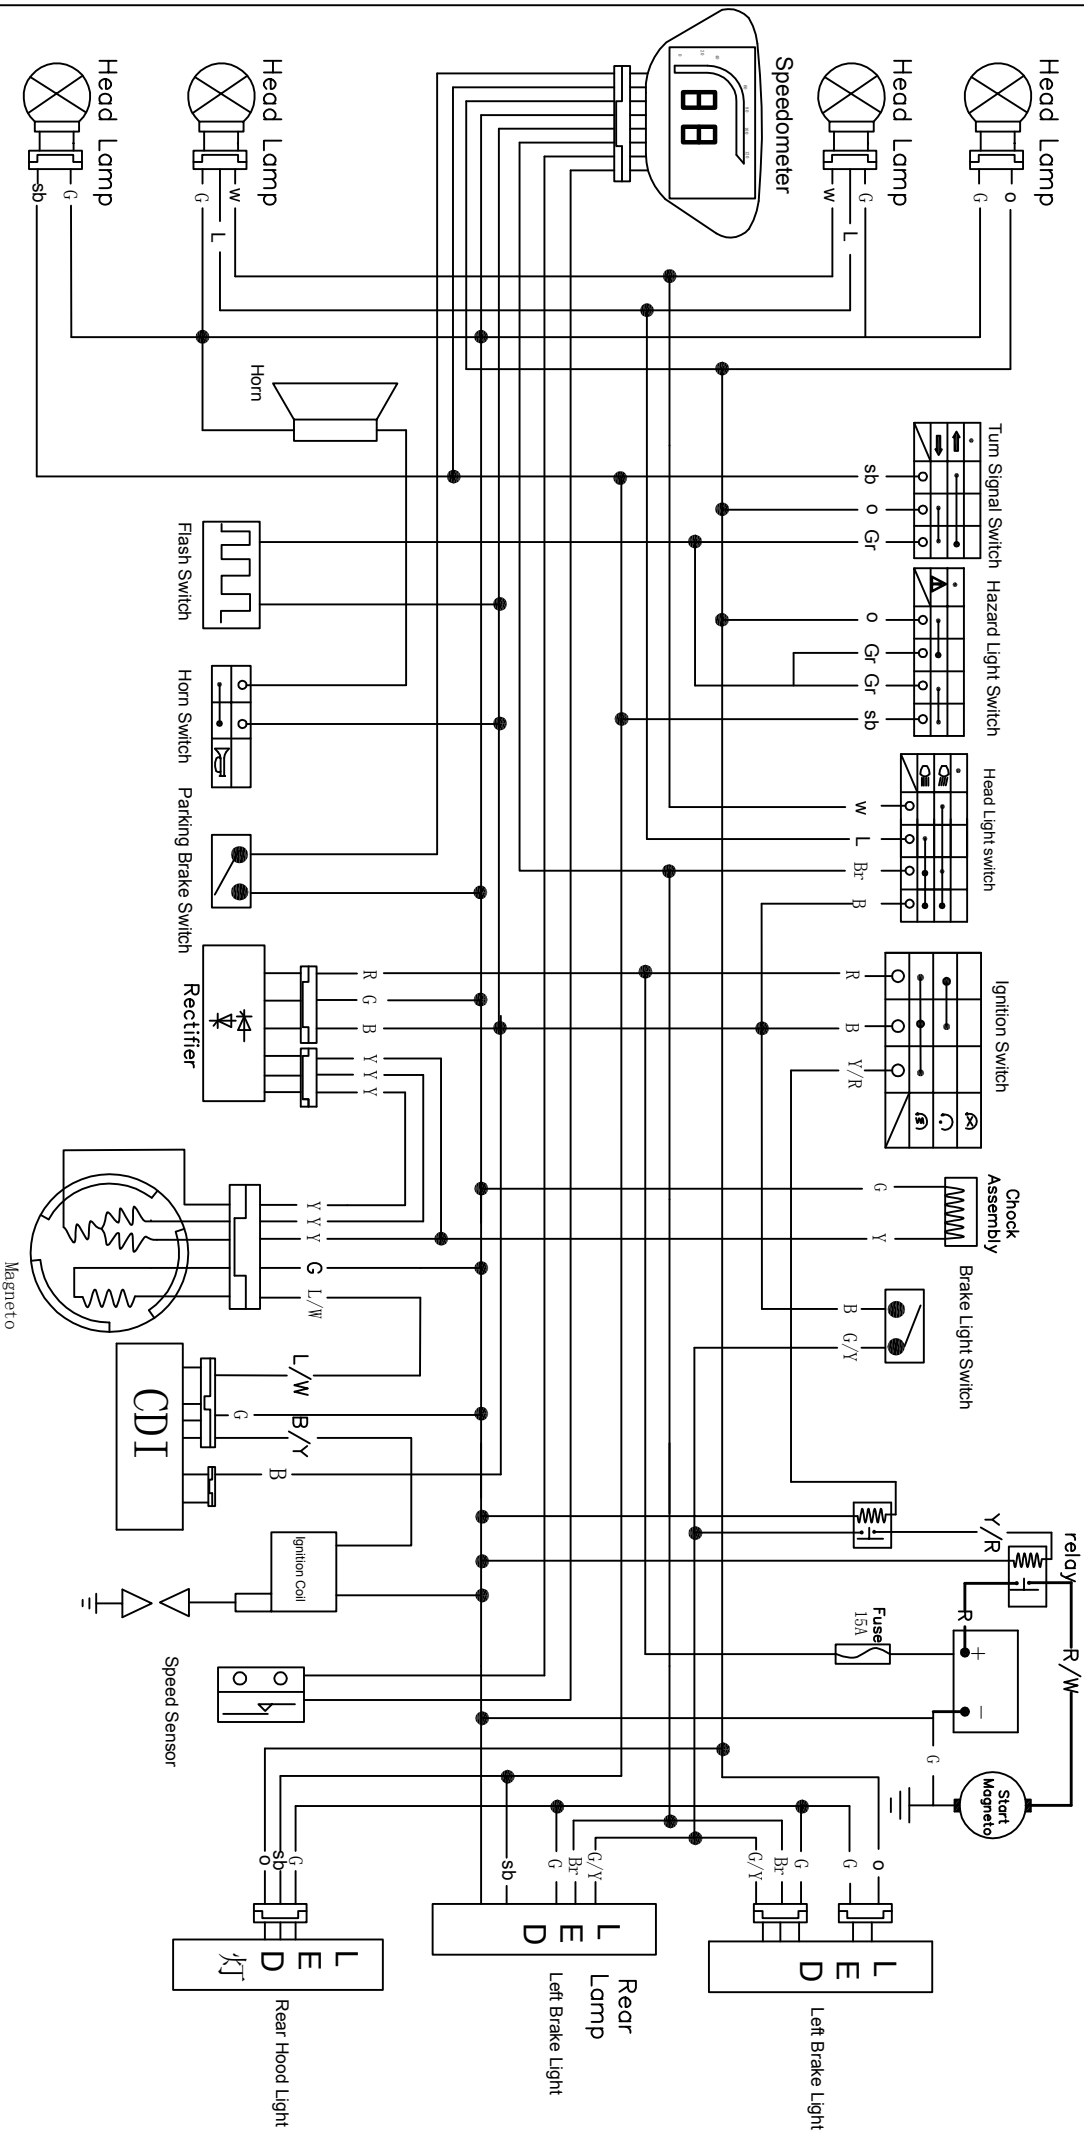 Head Lamp
Head Lamp
Speedometer
Head Lamp
Head Lamp
sb
G
G
L
W
W
L
G
G
o
Horn
Turn Signal Switch
sb
o
Gr
Flash Switch
Hazard Light Switch
o
Gr
Gr
sb
Horn Switch
Head Light switch
W
L
Br
B
Parking Brake Switch
Ignition Switch
R
B
Y/R
Rectifier
R
G
B
Y
Y
Y
Chock
Assembly
G
Y
Magneto
Y
Y
Y
G
L/W
Brake Light Switch
B
G/Y
CDI
L/W
G
B/Y
B
Ignition Coil
relay
Y/R
R
R/W
Fuse
15A
+
-
G
Start
Magneto
Speed Sensor
o
sb
G
LED
灯
Rear Hood Light
sb
G
Br
G/Y
LED
Rear
Lamp
Left Brake Light
G/Y
Br
G
G
o
LED
Left Brake Light